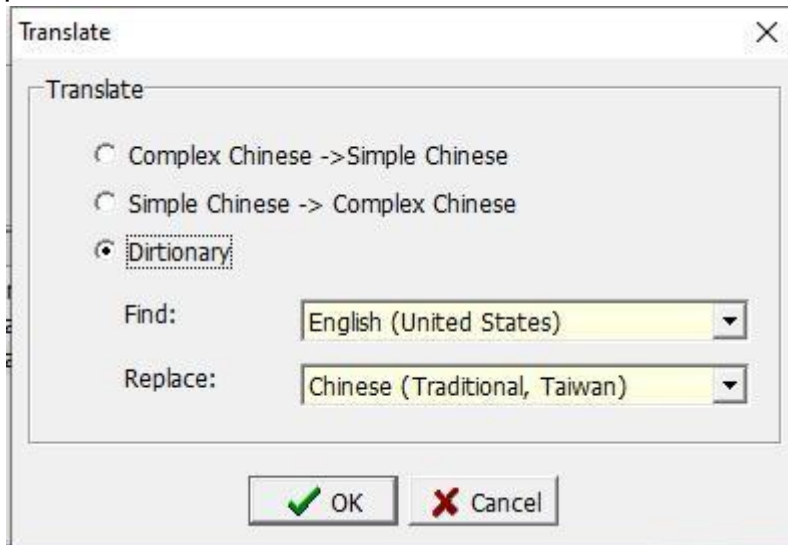 Translate
Translate
Complex Chinese ->Simple Chinese
Simple Chinese -> Complex Chinese
Dirtionary
Find: English (United States)
Replace: Chinese (Traditional, Taiwan)
OK Cancel